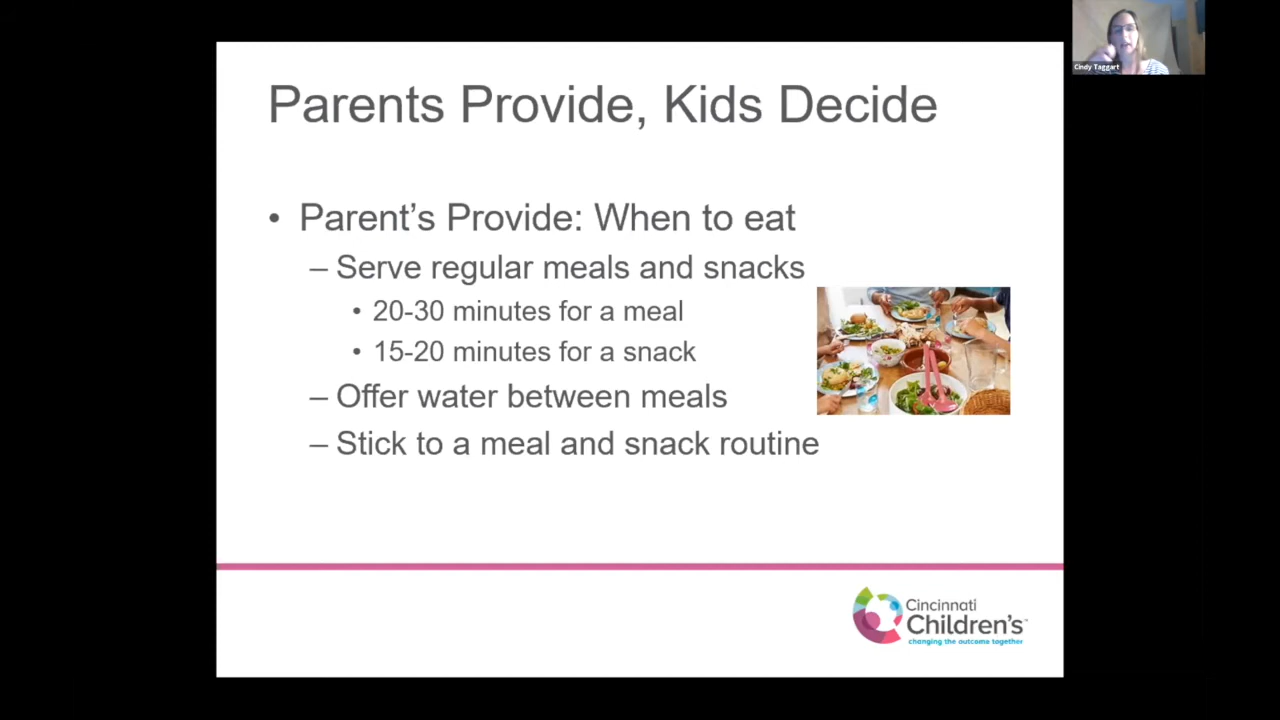 Cindy Taggart
Parents Provide, Kids Decide
• Parent’s Provide: When to eat
– Serve regular meals and snacks
• 20-30 minutes for a meal
• 15-20 minutes for a snack
– Offer water between meals
– Stick to a meal and snack routine
Cincinnati
Children's™
changing the outcome together